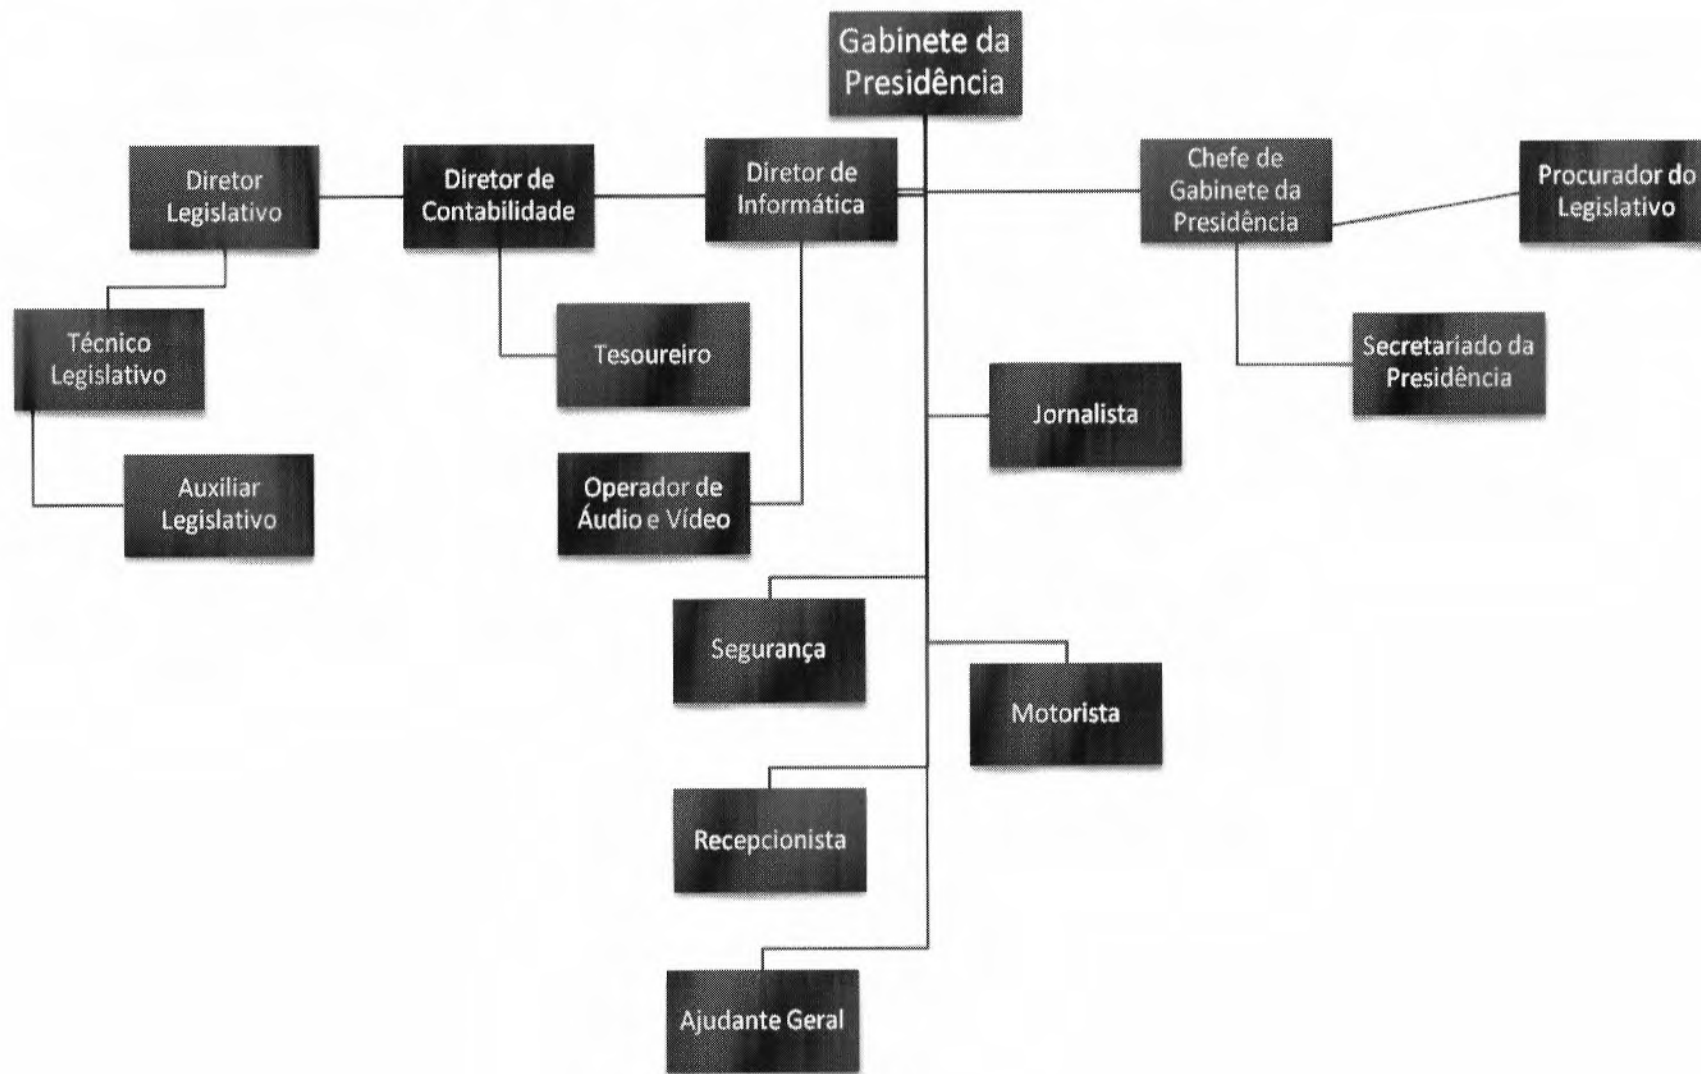 Gabinete da
Presidência
Diretor
Legislativo
Diretor de
Contabilidade
Diretor de
Informática
Chefe de
Gabinete da
Presidência
Procurador do
Legislativo
Técnico
Legislativo
Tesoureiro
Secretariado da
Presidência
Jornalista
Auxiliar
Legislativo
Operador de
Áudio e Vídeo
Segurança
Motorista
Recepcionista
Ajudante Geral